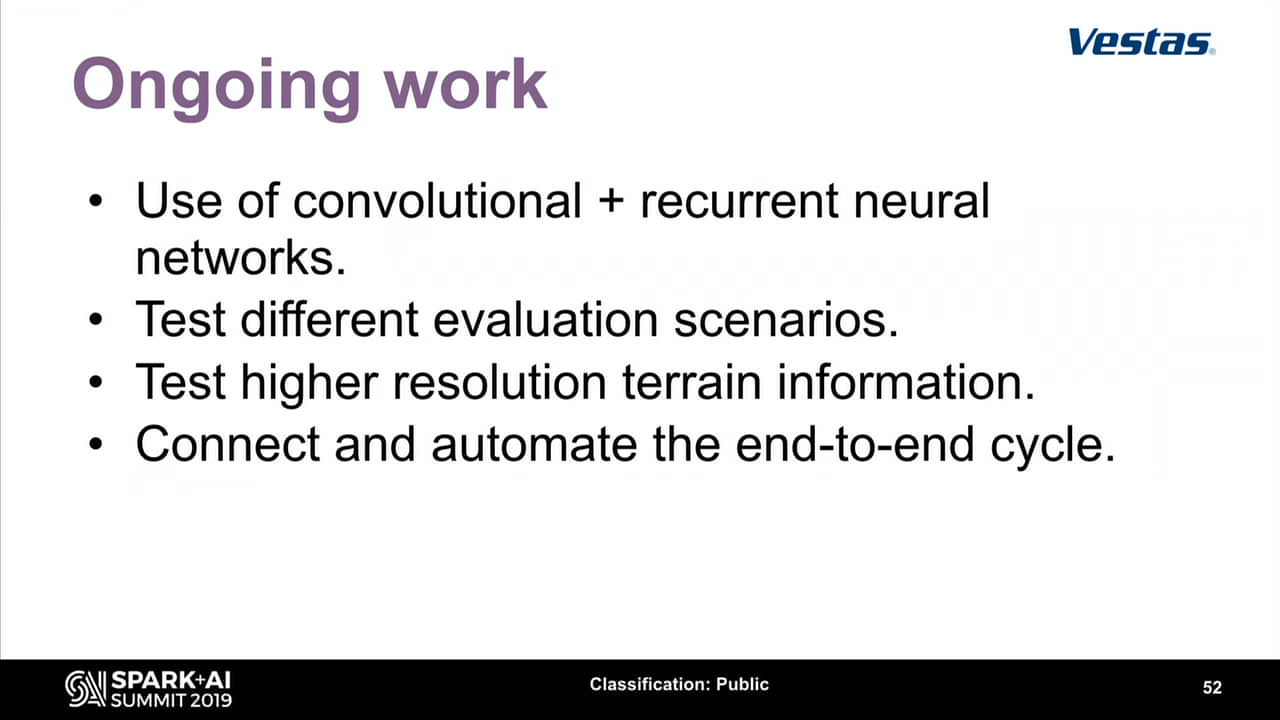 Vestas
Ongoing work
• Use of convolutional + recurrent neural
networks.
• Test different evaluation scenarios.
• Test higher resolution terrain information.
• Connect and automate the end-to-end cycle.
SPARK+AI
SUMMIT 2019
Classification: Public
52